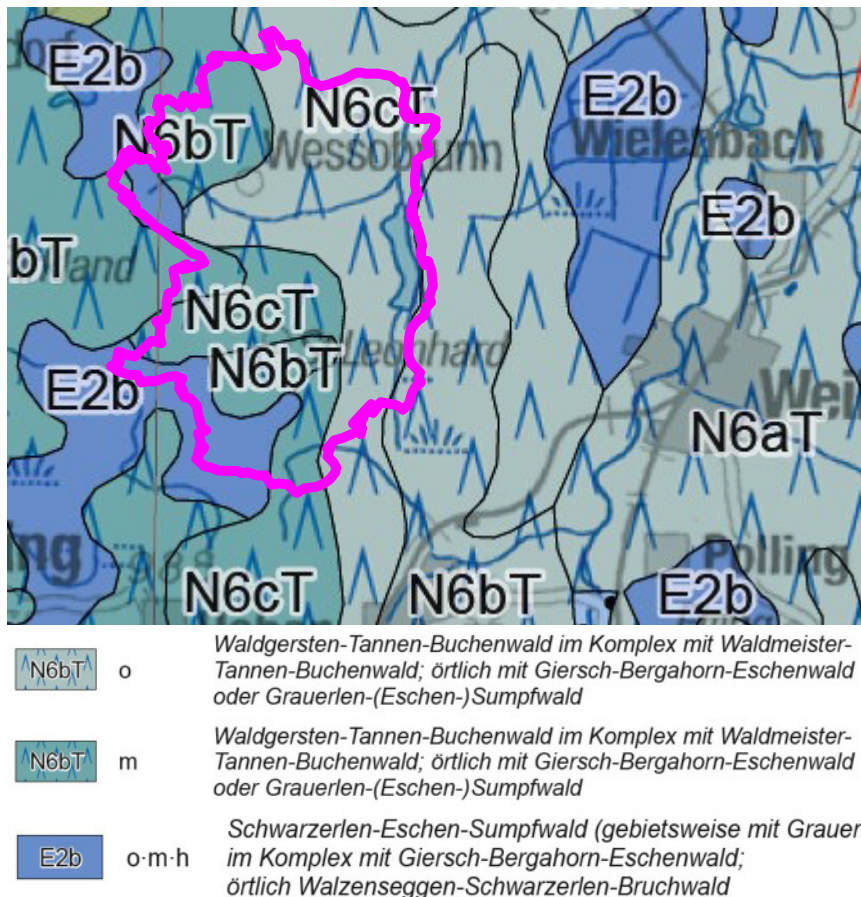 E2b
E2b
N6cT
N6bT
Wessobrunn
Wielenbach
E2b
bT
land
N6cT
Leonhard
N6bT
E2b
Weil
N6aT
N6cT
N6bT
Polling
E2b
N6bT o Waldgersten-Tannen-Buchenwald im Komplex mit Waldmeister-
Tannen-Buchenwald; örtlich mit Giersch-Bergahorn-Eschenwald
oder Grauerlen-(Eschen-)Sumpfwald
N6bT m Waldgersten-Tannen-Buchenwald im Komplex mit Waldmeister-
Tannen-Buchenwald; örtlich mit Giersch-Bergahorn-Eschenwald
oder Grauerlen-(Eschen-)Sumpfwald
E2b o·m·h Schwarzerlen-Eschen-Sumpfwald (gebietsweise mit Grauer
im Komplex mit Giersch-Bergahorn-Eschenwald;
örtlich Walzenseggen-Schwarzerlen-Bruchwald